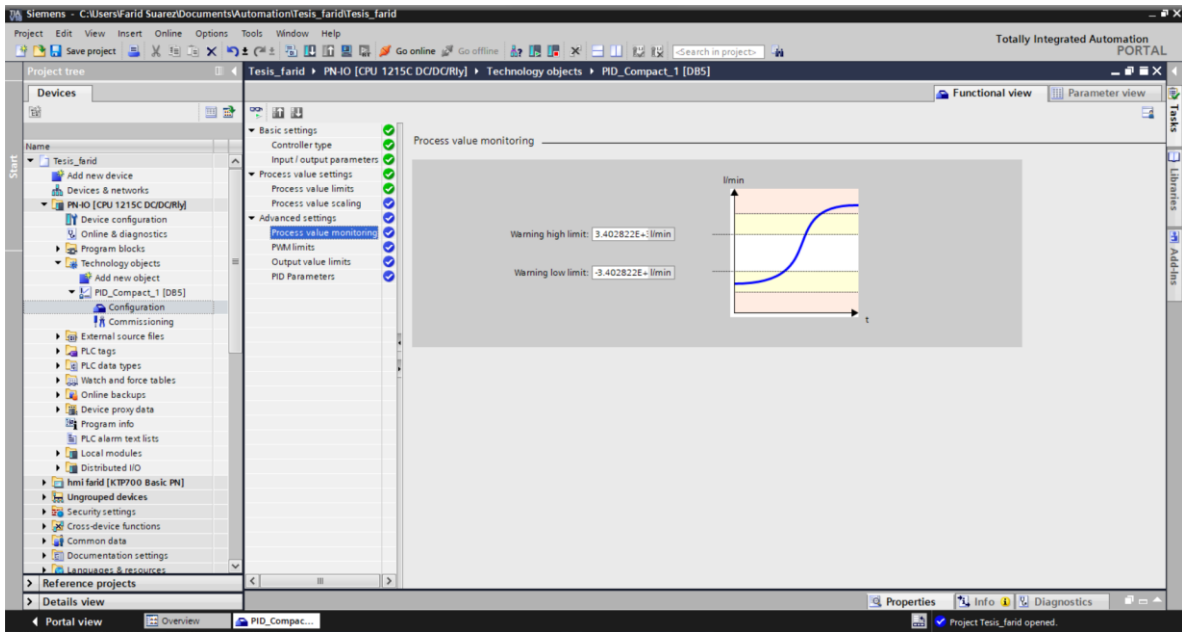 Siemens - C:\Users\Farid Suarez\Documents\Automation\Tesis_farid\Tesis_farid
Project Edit View Insert Online Options Tools Window Help
Totally Integrated Automation
PORTAL
Save project
Go online
Go offline
<Search in project>
Project tree
Tesis_farid PN-IO [CPU 1215C DC/DC/Rly] Technology objects PID_Compact_1 [DB5]
Devices
Functional view
Parameter view
Name
Tesis_farid
Add new device
Devices & networks
PN-IO [CPU 1215C DC/DC/Rly]
Device configuration
Online & diagnostics
Program blocks
Technology objects
Add new object
PID_Compact_1 [DB5]
Configuration
Commissioning
External source files
PLC tags
PLC data types
Watch and force tables
Online backups
Device proxy data
Program info
PLC alarm text lists
Local modules
Distributed I/O
hmi farid [KTP700 Basic PN]
Ungrouped devices
Security settings
Cross-device functions
Common data
Documentation settings
Languages & resources
Reference projects
Details view
Basic settings
Controller type
Input / output parameters
Process value settings
Process value limits
Process value scaling
Advanced settings
Process value monitoring
PWM limits
Output value limits
PID Parameters
Process value monitoring
l/min
Warning high limit: 3.402822E+ l/min
Warning low limit: -3.402822E+ l/min
t
Start
Tasks
Libraries
Add-Ins
Properties
Info
Diagnostics
Portal view
Overview
PID_Compac...
Project Tesis_farid opened.